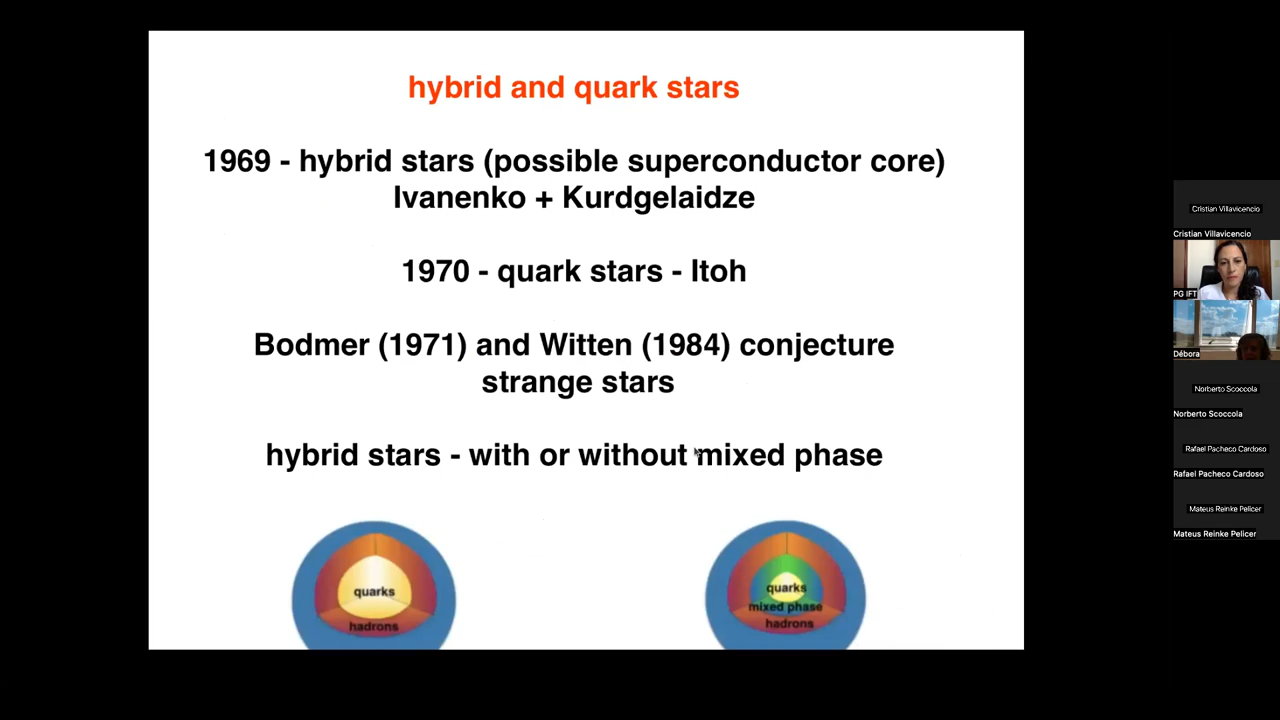 hybrid and quark stars
1969 - hybrid stars (possible superconductor core)
Ivanenko + Kurdgelaidze
1970 - quark stars - Itoh
Bodmer (1971) and Witten (1984) conjecture
strange stars
hybrid stars - with or without mixed phase
quarks
hadrons
quarks
mixed phase
hadrons
Cristian Villavicencio
Cristian Villavicencio
PG IFT
Débora
Norberto Scoccola
Norberto Scoccola
Rafael Pacheco Cardoso
Rafael Pacheco Cardoso
Mateus Reinke Pelicer
Mateus Reinke Pelicer